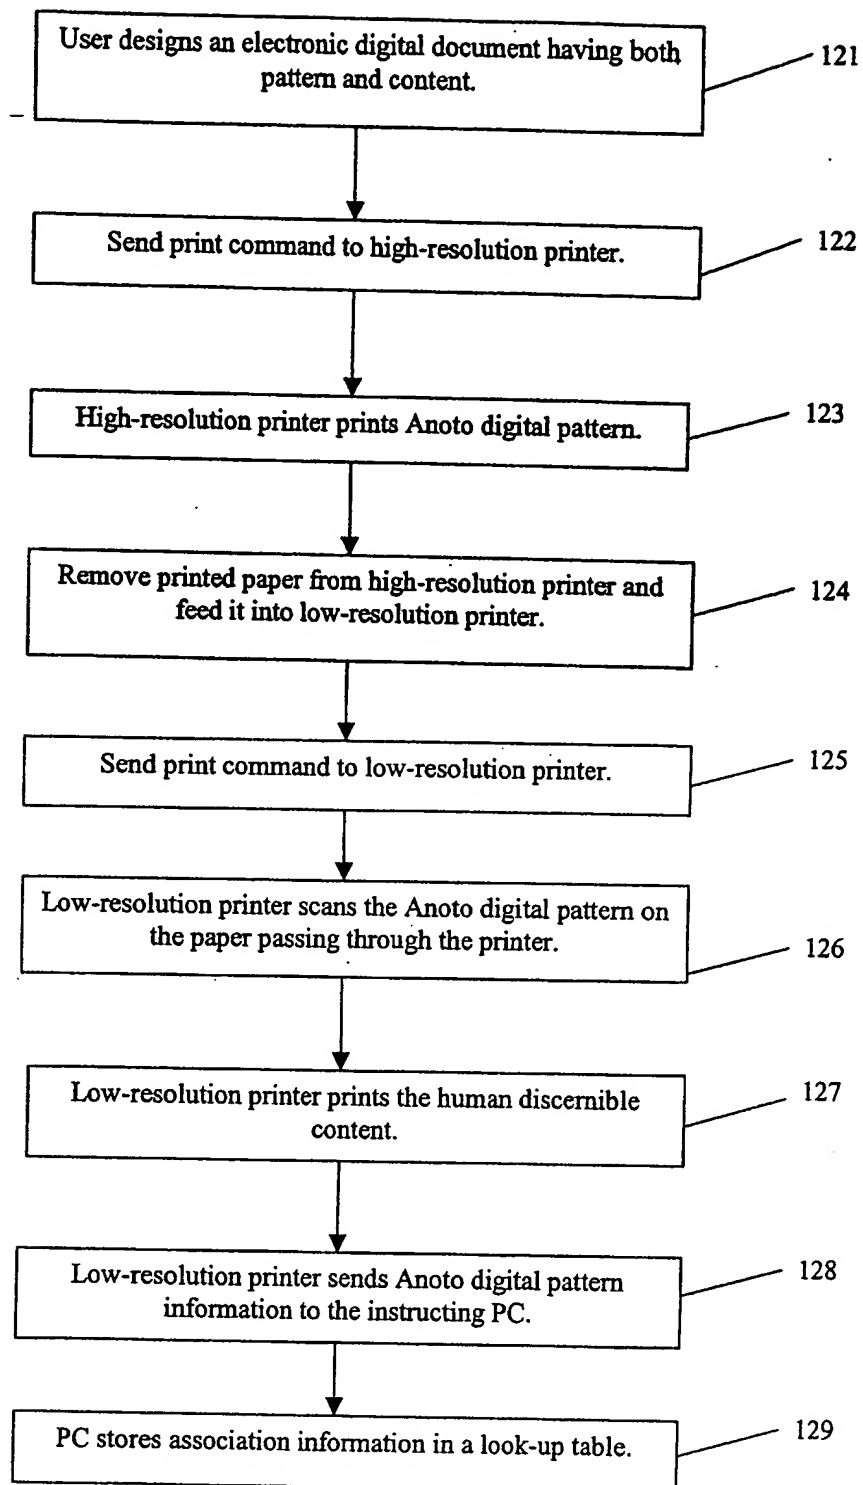 User designs an electronic digital document having both
pattern and content.
121
Send print command to high-resolution printer.
122
High-resolution printer prints Anoto digital pattern.
123
Remove printed paper from high-resolution printer and
feed it into low-resolution printer.
124
Send print command to low-resolution printer.
125
Low-resolution printer scans the Anoto digital pattern on
the paper passing through the printer.
126
Low-resolution printer prints the human discernible
content.
127
Low-resolution printer sends Anoto digital pattern
information to the instructing PC.
128
PC stores association information in a look-up table.
129